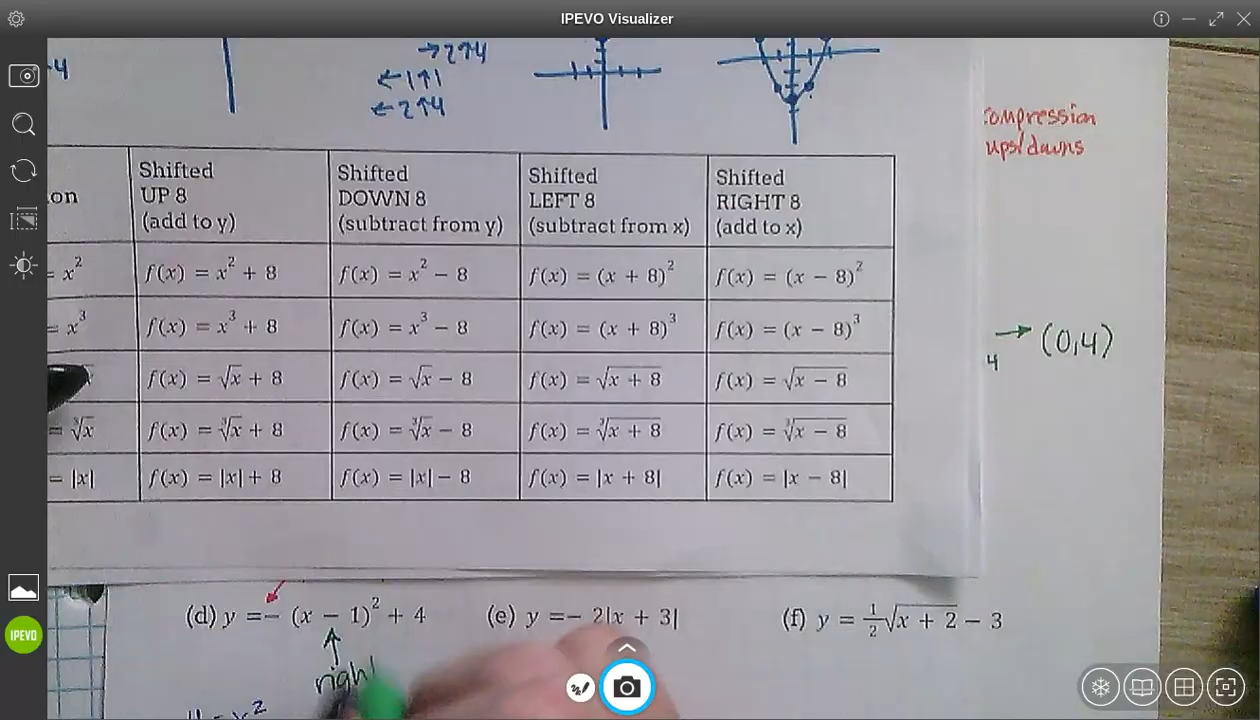 IPEVO Visualizer
→2↑4
←1↑1
←2↑4
compression
ups/downs
on
Shifted UP 8 (add to y)
Shifted DOWN 8 (subtract from y)
Shifted LEFT 8 (subtract from x)
Shifted RIGHT 8 (add to x)
= x² f(x) = x² + 8 f(x) = x² − 8 f(x) = (x + 8)² f(x) = (x − 8)²
= x³ f(x) = x³ + 8 f(x) = x³ − 8 f(x) = (x + 8)³ f(x) = (x − 8)³
f(x) = √x + 8 f(x) = √x − 8 f(x) = √(x + 8) f(x) = √(x − 8)
= ∛x f(x) = ∛x + 8 f(x) = ∛x − 8 f(x) = ∛(x + 8) f(x) = ∛(x − 8)
= |x| f(x) = |x| + 8 f(x) = |x| − 8 f(x) = |x + 8| f(x) = |x − 8|
4 → (0,4)
(d) y =− (x − 1)² + 4 (e) y =− 2|x + 3| (f) y = ½√(x + 2) − 3
right
IPEVO